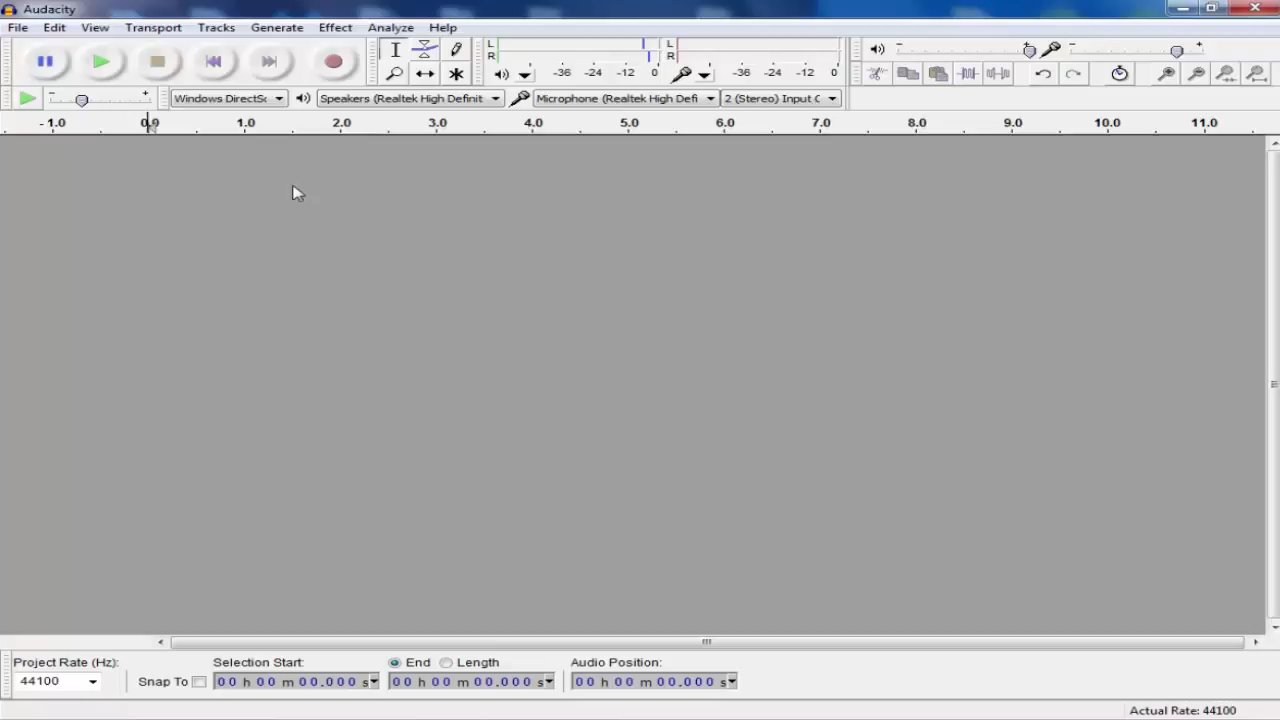 Audacity
File Edit View Transport Tracks Generate Effect Analyze Help
L
R
-36 -24 -12 0
L
R
-36 -24 -12 0
Windows DirectSo
Speakers (Realtek High Definit
Microphone (Realtek High Defi
2 (Stereo) Input C
- 1.0 0.0 1.0 2.0 3.0 4.0 5.0 6.0 7.0 8.0 9.0 10.0 11.0
Project Rate (Hz): Selection Start: End Length Audio Position:
44100 Snap To 00 h 00 m 00.000 s 00 h 00 m 00.000 s 00 h 00 m 00.000 s
Actual Rate: 44100